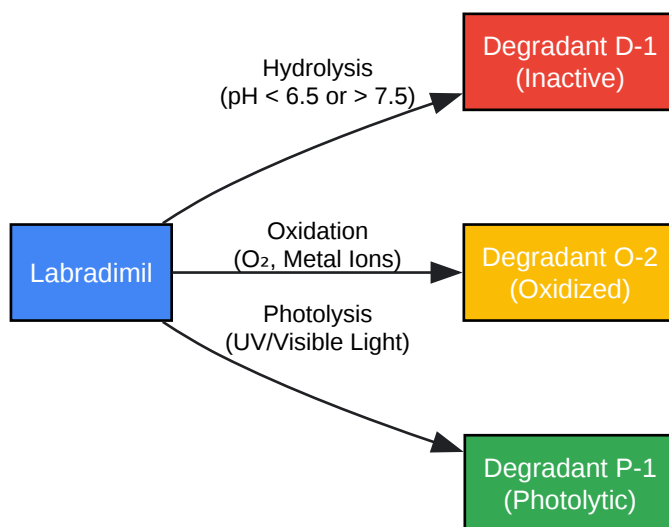 Degradant D-1
(Inactive)
Hydrolysis
(pH < 6.5 or > 7.5)
Labradimil
Oxidation
(O₂, Metal Ions)
Degradant O-2
(Oxidized)
Photolysis
(UV/Visible Light)
Degradant P-1
(Photolytic)